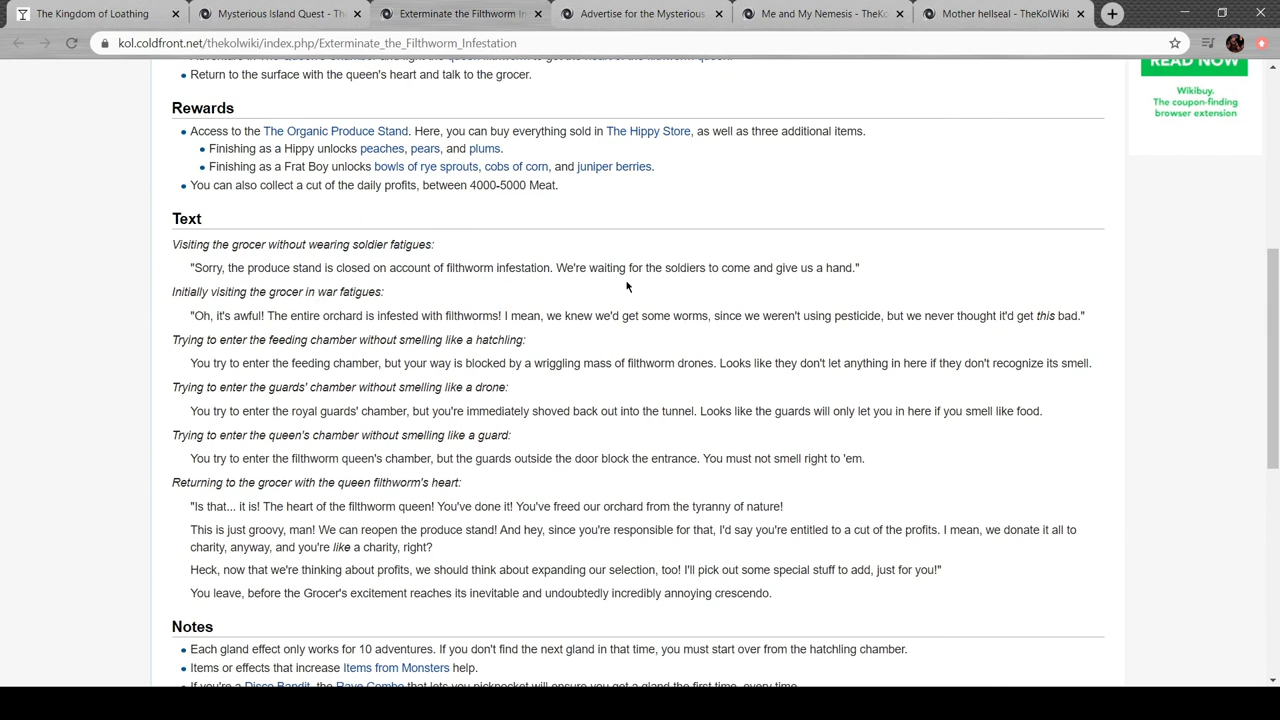 The Kingdom of Loathing
Mysterious Island Quest - The
Exterminate the Filthworm In
Advertise for the Mysterious
Me and My Nemesis - TheKo
Mother hellseal - TheKolWiki
kol.coldfront.net/thekolwiki/index.php/Exterminate_the_Filthworm_Infestation
READ NOW
Wikibuy.
The coupon-finding
browser extension
Return to the surface with the queen's heart and talk to the grocer.
Rewards
Access to the The Organic Produce Stand. Here, you can buy everything sold in The Hippy Store, as well as three additional items.
Finishing as a Hippy unlocks peaches, pears, and plums.
Finishing as a Frat Boy unlocks bowls of rye sprouts, cobs of corn, and juniper berries.
You can also collect a cut of the daily profits, between 4000-5000 Meat.
Text
Visiting the grocer without wearing soldier fatigues:
"Sorry, the produce stand is closed on account of filthworm infestation. We're waiting for the soldiers to come and give us a hand."
Initially visiting the grocer in war fatigues:
"Oh, it's awful! The entire orchard is infested with filthworms! I mean, we knew we'd get some worms, since we weren't using pesticide, but we never thought it'd get this bad."
Trying to enter the feeding chamber without smelling like a hatchling:
You try to enter the feeding chamber, but your way is blocked by a wriggling mass of filthworm drones. Looks like they don't let anything in here if they don't recognize its smell.
Trying to enter the guards' chamber without smelling like a drone:
You try to enter the royal guards' chamber, but you're immediately shoved back out into the tunnel. Looks like the guards will only let you in here if you smell like food.
Trying to enter the queen's chamber without smelling like a guard:
You try to enter the filthworm queen's chamber, but the guards outside the door block the entrance. You must not smell right to 'em.
Returning to the grocer with the queen filthworm's heart:
"Is that... it is! The heart of the filthworm queen! You've done it! You've freed our orchard from the tyranny of nature!
This is just groovy, man! We can reopen the produce stand! And hey, since you're responsible for that, I'd say you're entitled to a cut of the profits. I mean, we donate it all to
charity, anyway, and you're like a charity, right?
Heck, now that we're thinking about profits, we should think about expanding our selection, too! I'll pick out some special stuff to add, just for you!"
You leave, before the Grocer's excitement reaches its inevitable and undoubtedly incredibly annoying crescendo.
Notes
Each gland effect only works for 10 adventures. If you don't find the next gland in that time, you must start over from the hatchling chamber.
Items or effects that increase Items from Monsters help.
If you're a Disco Bandit, the Rave Combo that lets you pickpocket will ensure you get a gland the first time, every time.